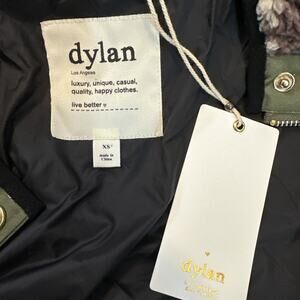 dylan
Los Angeles
luxury, unique, casual,
quality, happy clothes.
live better ♥
XS
made in
China
dylan